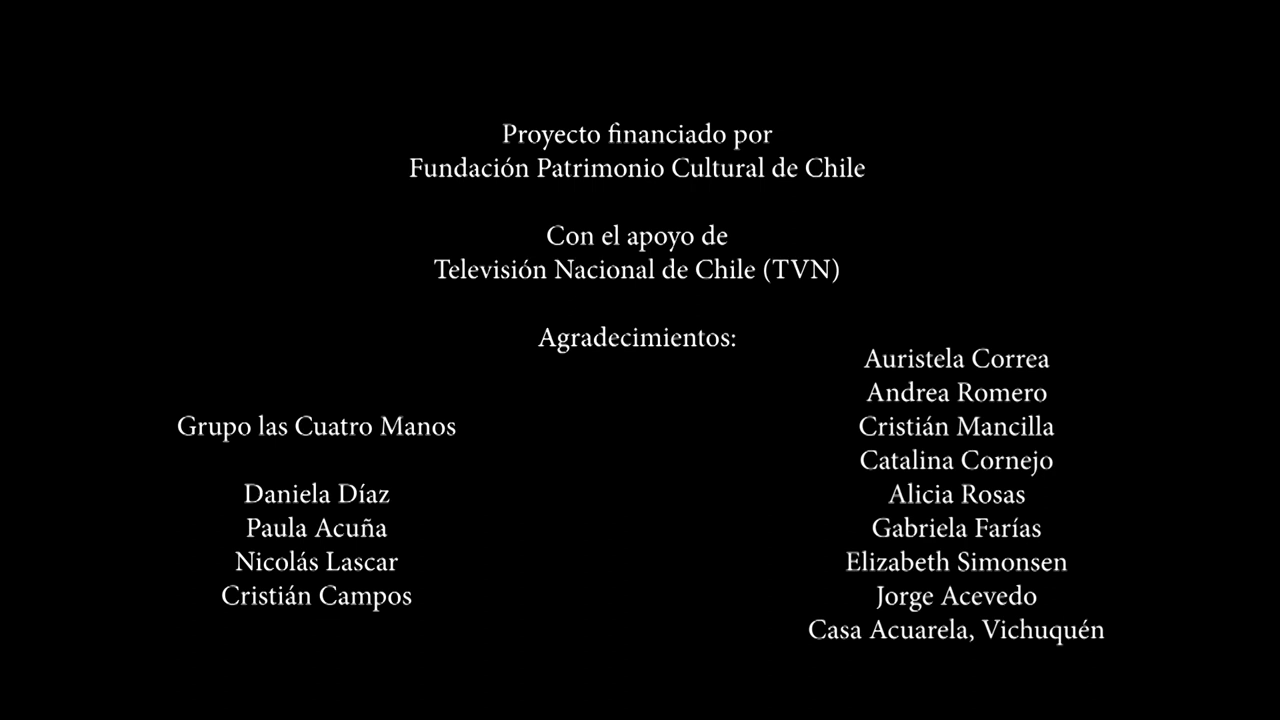 Proyecto financiado por
Fundación Patrimonio Cultural de Chile
Con el apoyo de
Televisión Nacional de Chile (TVN)
Agradecimientos:
Grupo las Cuatro Manos
Daniela Díaz
Paula Acuña
Nicolás Lascar
Cristián Campos
Auristela Correa
Andrea Romero
Cristián Mancilla
Catalina Cornejo
Alicia Rosas
Gabriela Farías
Elizabeth Simonsen
Jorge Acevedo
Casa Acuarela, Vichuquén